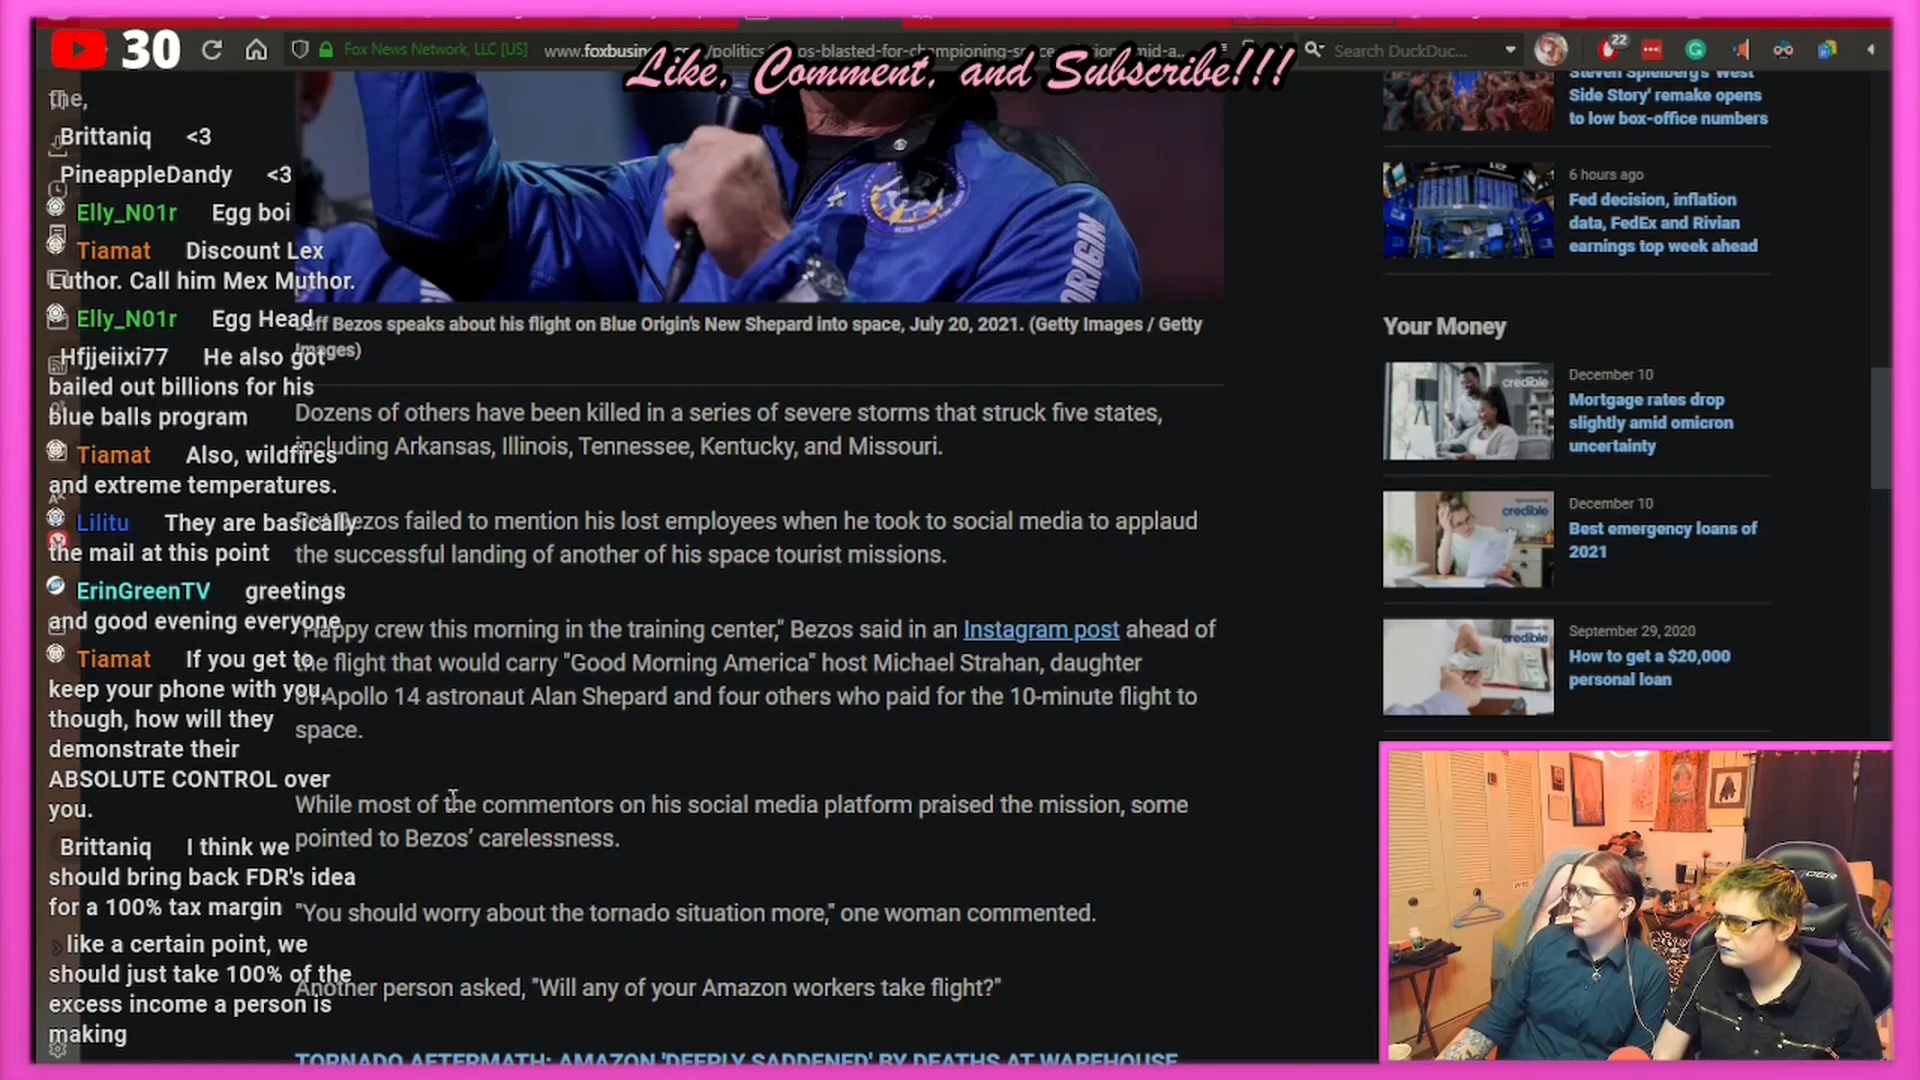 30
Fox News Network, LLC [US]
Search DuckDuc...
22
Like, Comment, and Subscribe!!!
the,
Brittaniq <3
PineappleDandy <3
Elly_N01r Egg boi
Tiamat Discount Lex
Luthor. Call him Mex Muthor.
Elly_N01r Egg Head
Hfjjeiixi77 He also got
bailed out billions for his
blue balls program
Tiamat Also, wildfires
and extreme temperatures.
Lilitu They are basically
the mail at this point
ErinGreenTV greetings
and good evening everyone
Tiamat If you get to
keep your phone with you,
though, how will they
demonstrate their
ABSOLUTE CONTROL over
you.
Brittaniq I think we
should bring back FDR's idea
for a 100% tax margin
like a certain point, we
should just take 100% of the
excess income a person is
making
ORIGIN
Jeff Bezos speaks about his flight on Blue Origin's New Shepard into space, July 20, 2021. (Getty Images / Getty
Images)
Dozens of others have been killed in a series of severe storms that struck five states,
including Arkansas, Illinois, Tennessee, Kentucky, and Missouri.
Bezos failed to mention his lost employees when he took to social media to applaud
the successful landing of another of his space tourist missions.
"Happy crew this morning in the training center," Bezos said in an Instagram post ahead of
the flight that would carry "Good Morning America" host Michael Strahan, daughter
of Apollo 14 astronaut Alan Shepard and four others who paid for the 10-minute flight to
space.
While most of the commentors on his social media platform praised the mission, some
pointed to Bezos' carelessness.
"You should worry about the tornado situation more," one woman commented.
Another person asked, "Will any of your Amazon workers take flight?"
TORNADO AFTERMATH: AMAZON 'DEEPLY SADDENED' BY DEATHS AT WAREHOUSE
Steven Spielberg's 'West
Side Story' remake opens
to low box-office numbers
6 hours ago
Fed decision, inflation
data, FedEx and Rivian
earnings top week ahead
Your Money
credible
December 10
Mortgage rates drop
slightly amid omicron
uncertainty
credible
December 10
Best emergency loans of
2021
credible
September 29, 2020
How to get a $20,000
personal loan